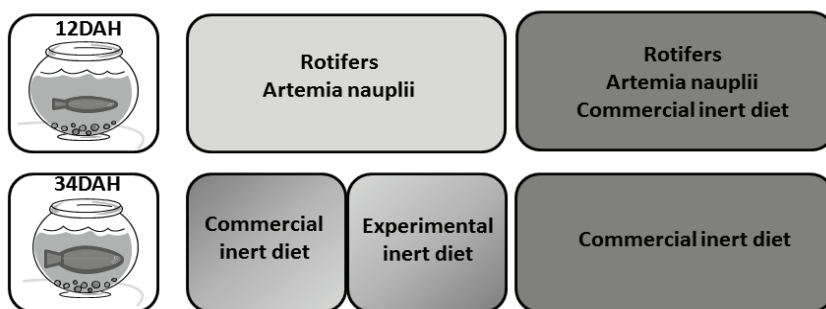 12DAH
Rotifers
Artemia nauplii
Rotifers
Artemia nauplii
Commercial inert diet
34DAH
Commercial
inert diet
Experimental
inert diet
Commercial inert diet